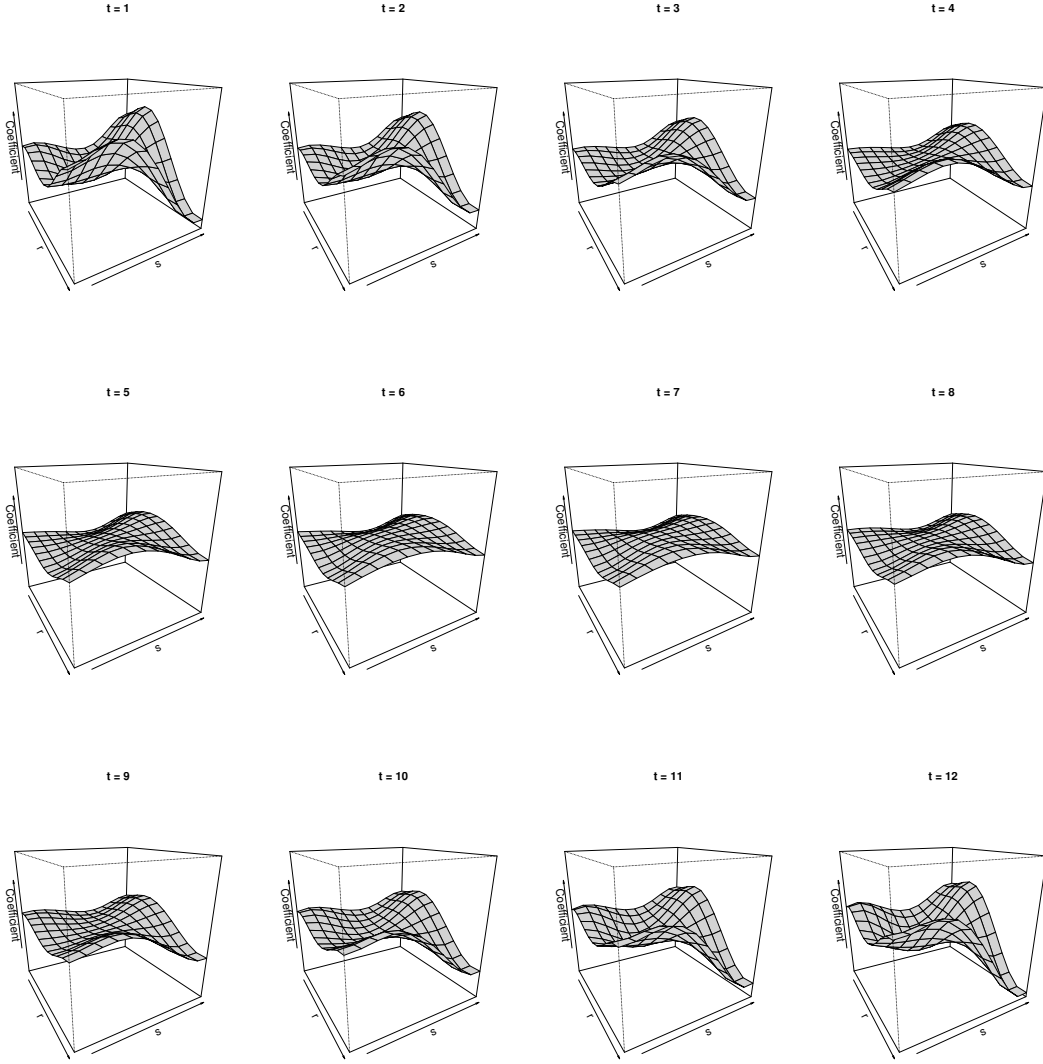 t = 1
t = 2
t = 3
t = 4
Coefficient
r
s
Coefficient
r
s
Coefficient
r
s
Coefficient
r
s
t = 5
t = 6
t = 7
t = 8
Coefficient
r
s
Coefficient
r
s
Coefficient
r
s
Coefficient
r
s
t = 9
t = 10
t = 11
t = 12
Coefficient
r
s
Coefficient
r
s
Coefficient
r
s
Coefficient
r
s